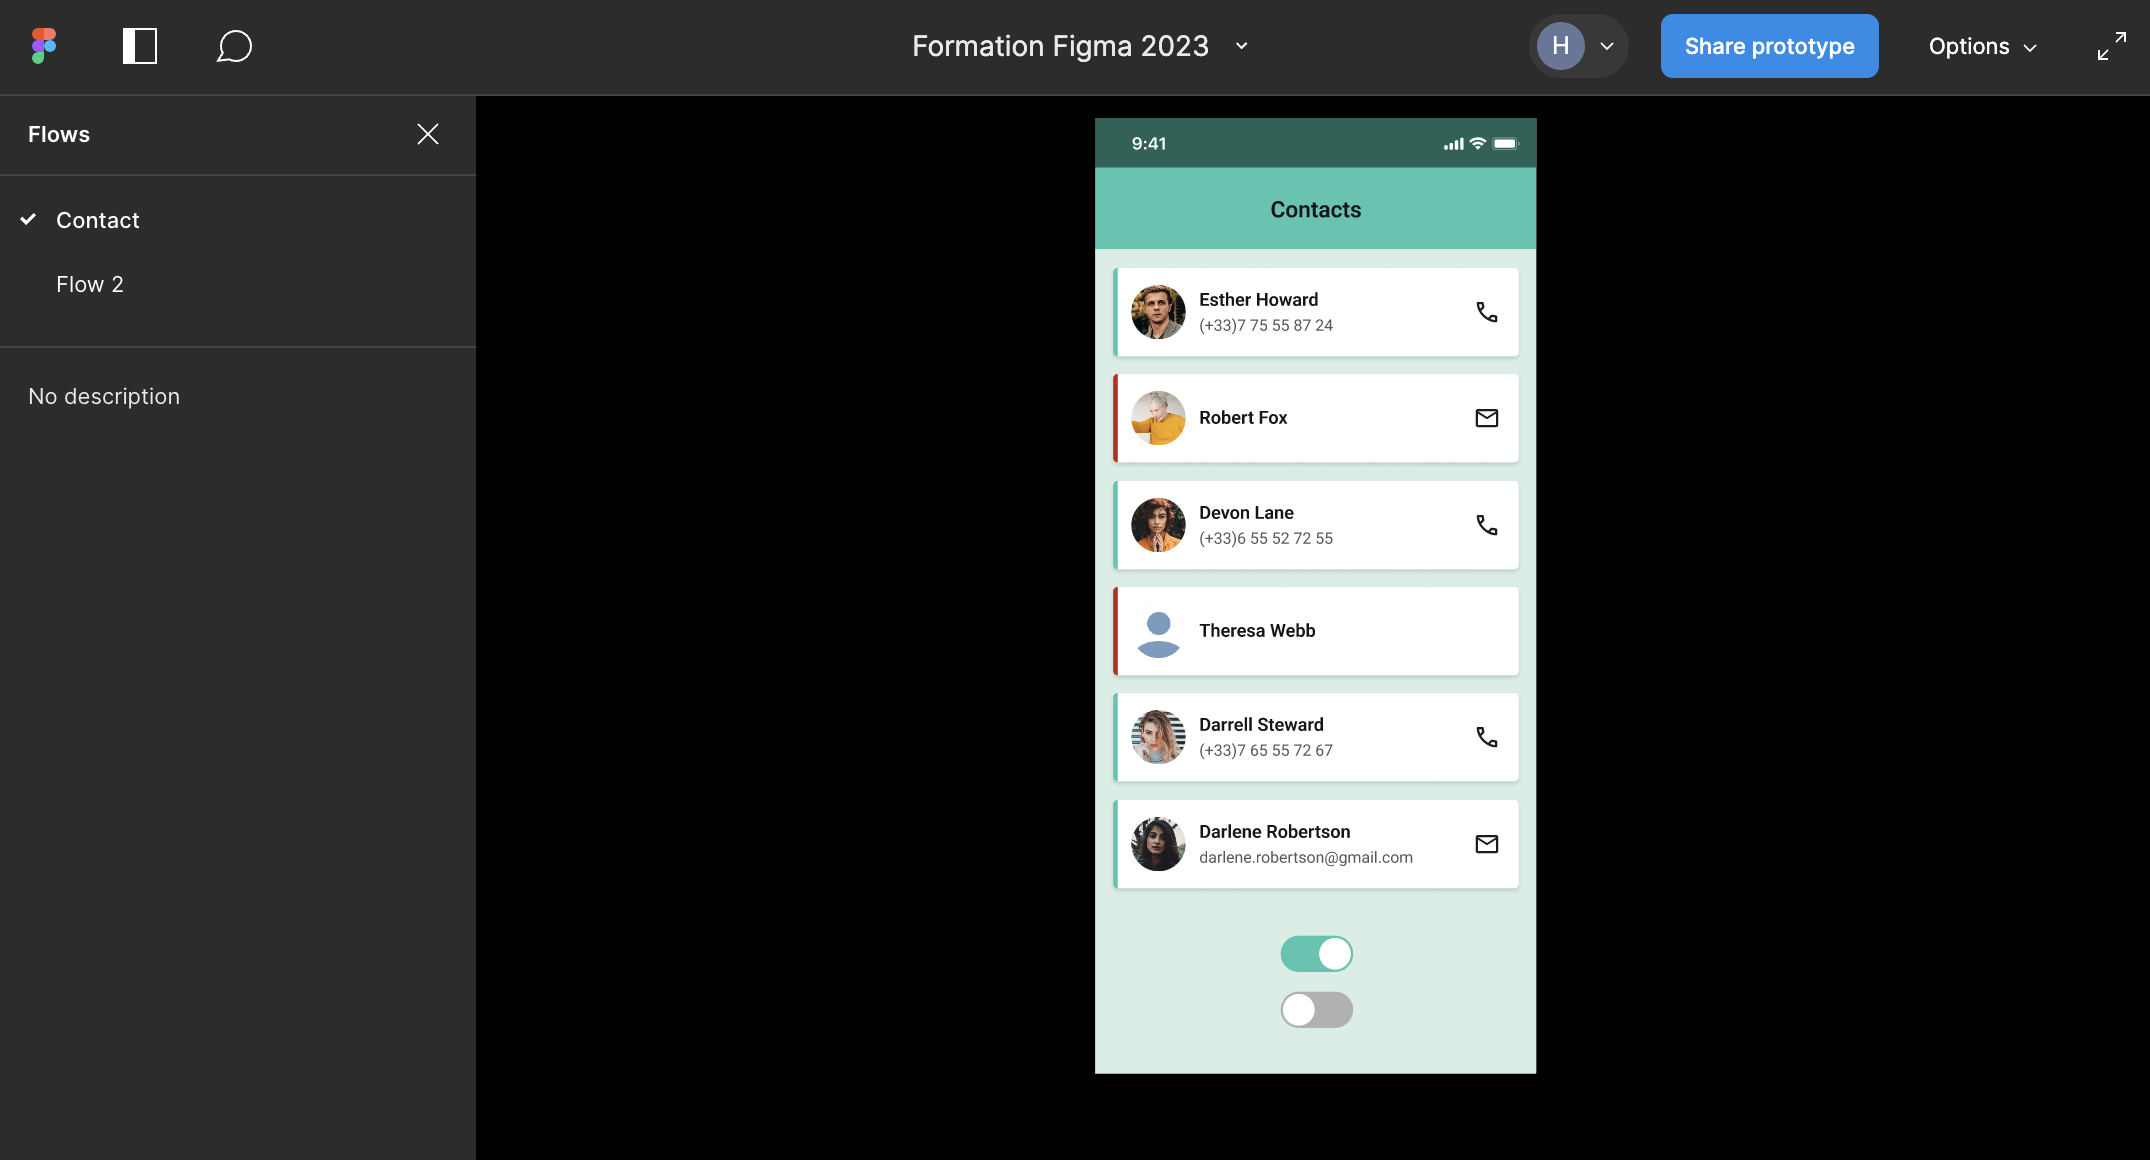 Formation Figma 2023
H
Share prototype
Options
Flows
Contact
Flow 2
No description
9:41
Contacts
Esther Howard
(+33)7 75 55 87 24
Robert Fox
Devon Lane
(+33)6 55 52 72 55
Theresa Webb
Darrell Steward
(+33)7 65 55 72 67
Darlene Robertson
darlene.robertson@gmail.com